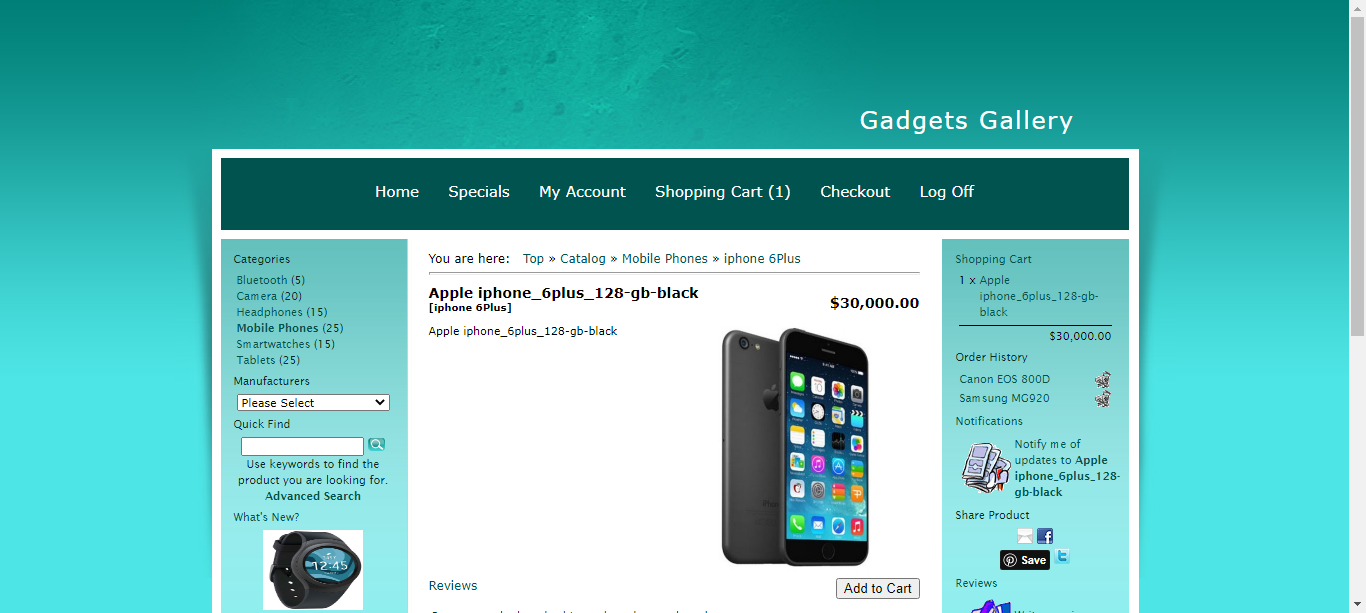 Gadgets Gallery
Home Specials My Account Shopping Cart (1) Checkout Log Off
Categories
Bluetooth (5)
Camera (20)
Headphones (15)
Mobile Phones (25)
Smartwatches (15)
Tablets (25)
Manufacturers
Please Select
Quick Find
Use keywords to find the
product you are looking for.
Advanced Search
What's New?
12:45
You are here: Top » Catalog » Mobile Phones » iphone 6Plus
Apple iphone_6plus_128-gb-black
[iphone 6Plus]
$30,000.00
Apple iphone_6plus_128-gb-black
Reviews
Add to Cart
Shopping Cart
1 x Apple
iphone_6plus_128-gb-
black
$30,000.00
Order History
Canon EOS 800D
Samsung MG920
Notifications
Notify me of
updates to Apple
iphone_6plus_128-
gb-black
Share Product
Save
Reviews